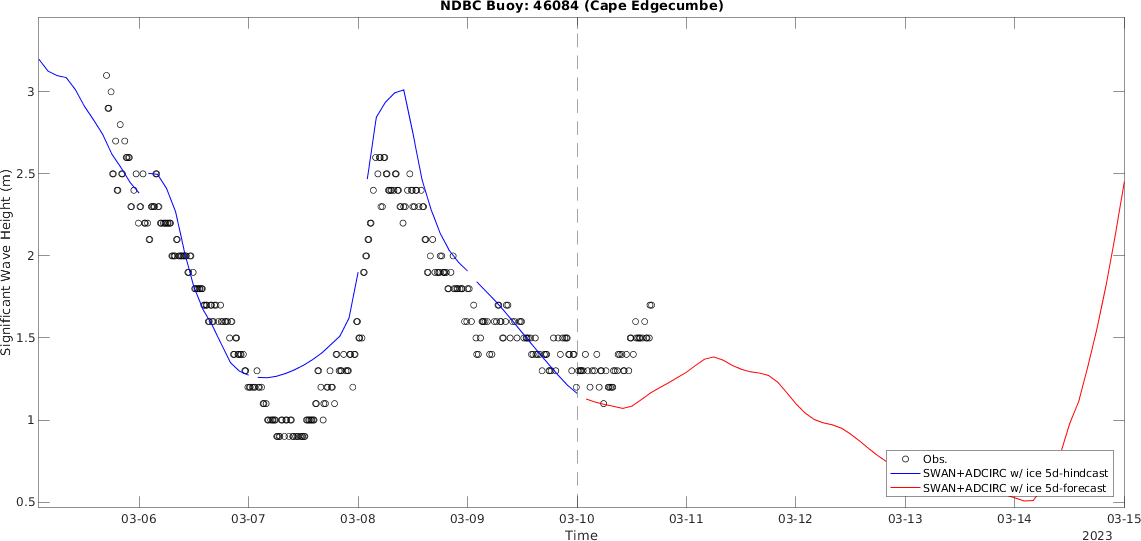 NDBC Buoy: 46084 (Cape Edgecumbe)
Significant Wave Height (m)
3
2.5
2
1.5
1
0.5
Obs.
SWAN+ADCIRC w/ ice 5d-hindcast
SWAN+ADCIRC w/ ice 5d-forecast
03-06 03-07 03-08 03-09 03-10 03-11 03-12 03-13 03-14 03-15
Time
2023